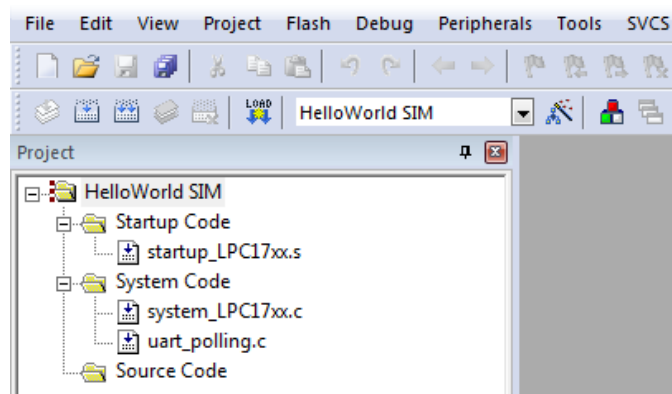 File Edit View Project Flash Debug Peripherals Tools SVCS
LOAD HelloWorld SIM
Project
HelloWorld SIM
Startup Code
startup_LPC17xx.s
System Code
system_LPC17xx.c
uart_polling.c
Source Code